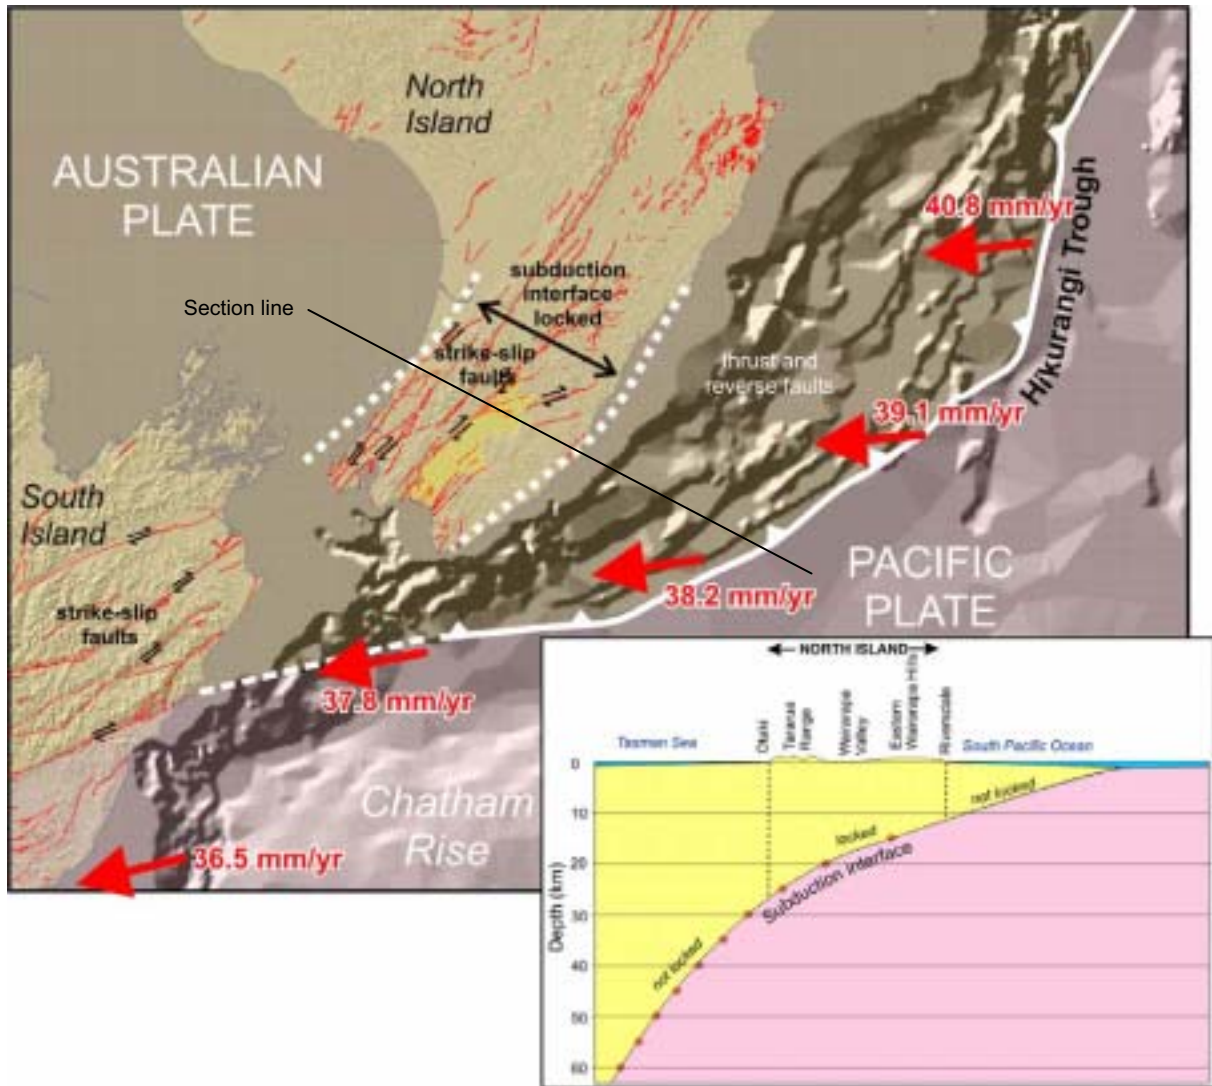 North
Island
AUSTRALIAN
PLATE
40.8 mm/yr
Hikurangi Trough
subduction
interface
locked
Section line
strike-slip
faults
thrust and
reverse faults
39.1 mm/yr
South
Island
PACIFIC
PLATE
38.2 mm/yr
strike-slip
faults
37.8 mm/yr
Chatham
Rise
36.5 mm/yr
NORTH ISLAND
Otaki
Tararua
Range
Wairarapa
Valley
Eastern
Wairarapa Hills
Riversdale
Tasman Sea
South Pacific Ocean
0
10
20
30
40
50
60
Depth (km)
not locked
locked
Subduction interface
not locked